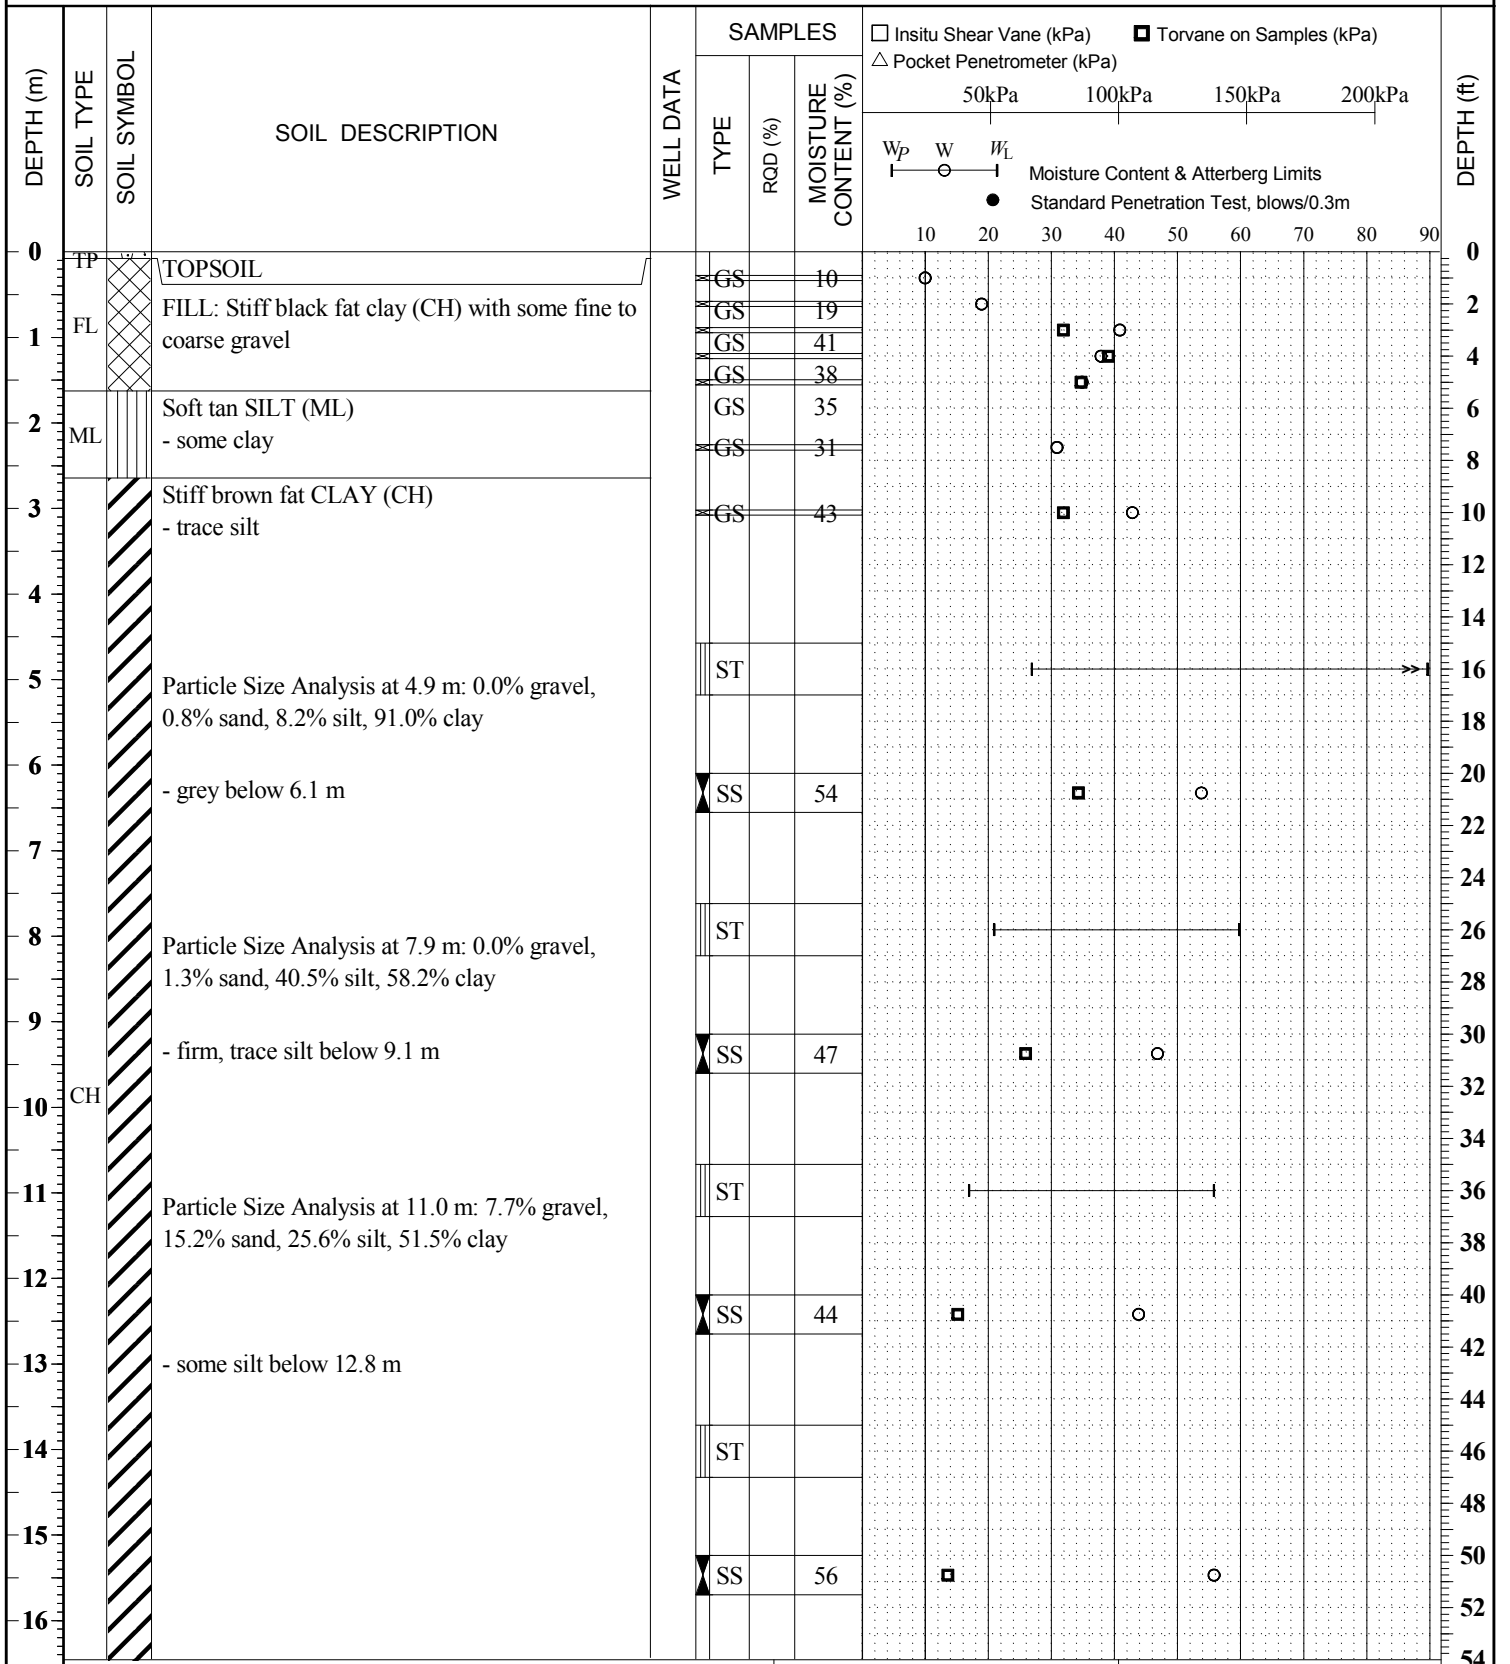 SAMPLES
Insitu Shear Vane (kPa)
Torvane on Samples (kPa)
Pocket Penetrometer (kPa)
50kPa 100kPa 150kPa 200kPa
DEPTH (m)
SOIL TYPE
SOIL SYMBOL
SOIL DESCRIPTION
WELL DATA
TYPE
RQD (%)
MOISTURE
CONTENT (%)
DEPTH (ft)
WP W WL
Moisture Content & Atterberg Limits
Standard Penetration Test, blows/0.3m
10 20 30 40 50 60 70 80 90
0 0
TP TOPSOIL
GS 10
FILL: Stiff black fat clay (CH) with some fine to
GS 19 2
FL
1 coarse gravel
GS 41
4
GS 38
Soft tan SILT (ML)
GS 35 6
2
ML - some clay
GS 31
8
Stiff brown fat CLAY (CH)
3 GS 43 10
- trace silt
12
4
14
ST 16
5
Particle Size Analysis at 4.9 m: 0.0% gravel,
0.8% sand, 8.2% silt, 91.0% clay 18
6 20
- grey below 6.1 m SS 54
22
7
24
8 ST 26
Particle Size Analysis at 7.9 m: 0.0% gravel,
1.3% sand, 40.5% silt, 58.2% clay 28
9 30
- firm, trace silt below 9.1 m SS 47
32
CH
10
34
11 ST 36
Particle Size Analysis at 11.0 m: 7.7% gravel,
15.2% sand, 25.6% silt, 51.5% clay 38
12
40
SS 44
42
13 - some silt below 12.8 m
44
14 ST 46
48
15
50
SS 56
52
16
54